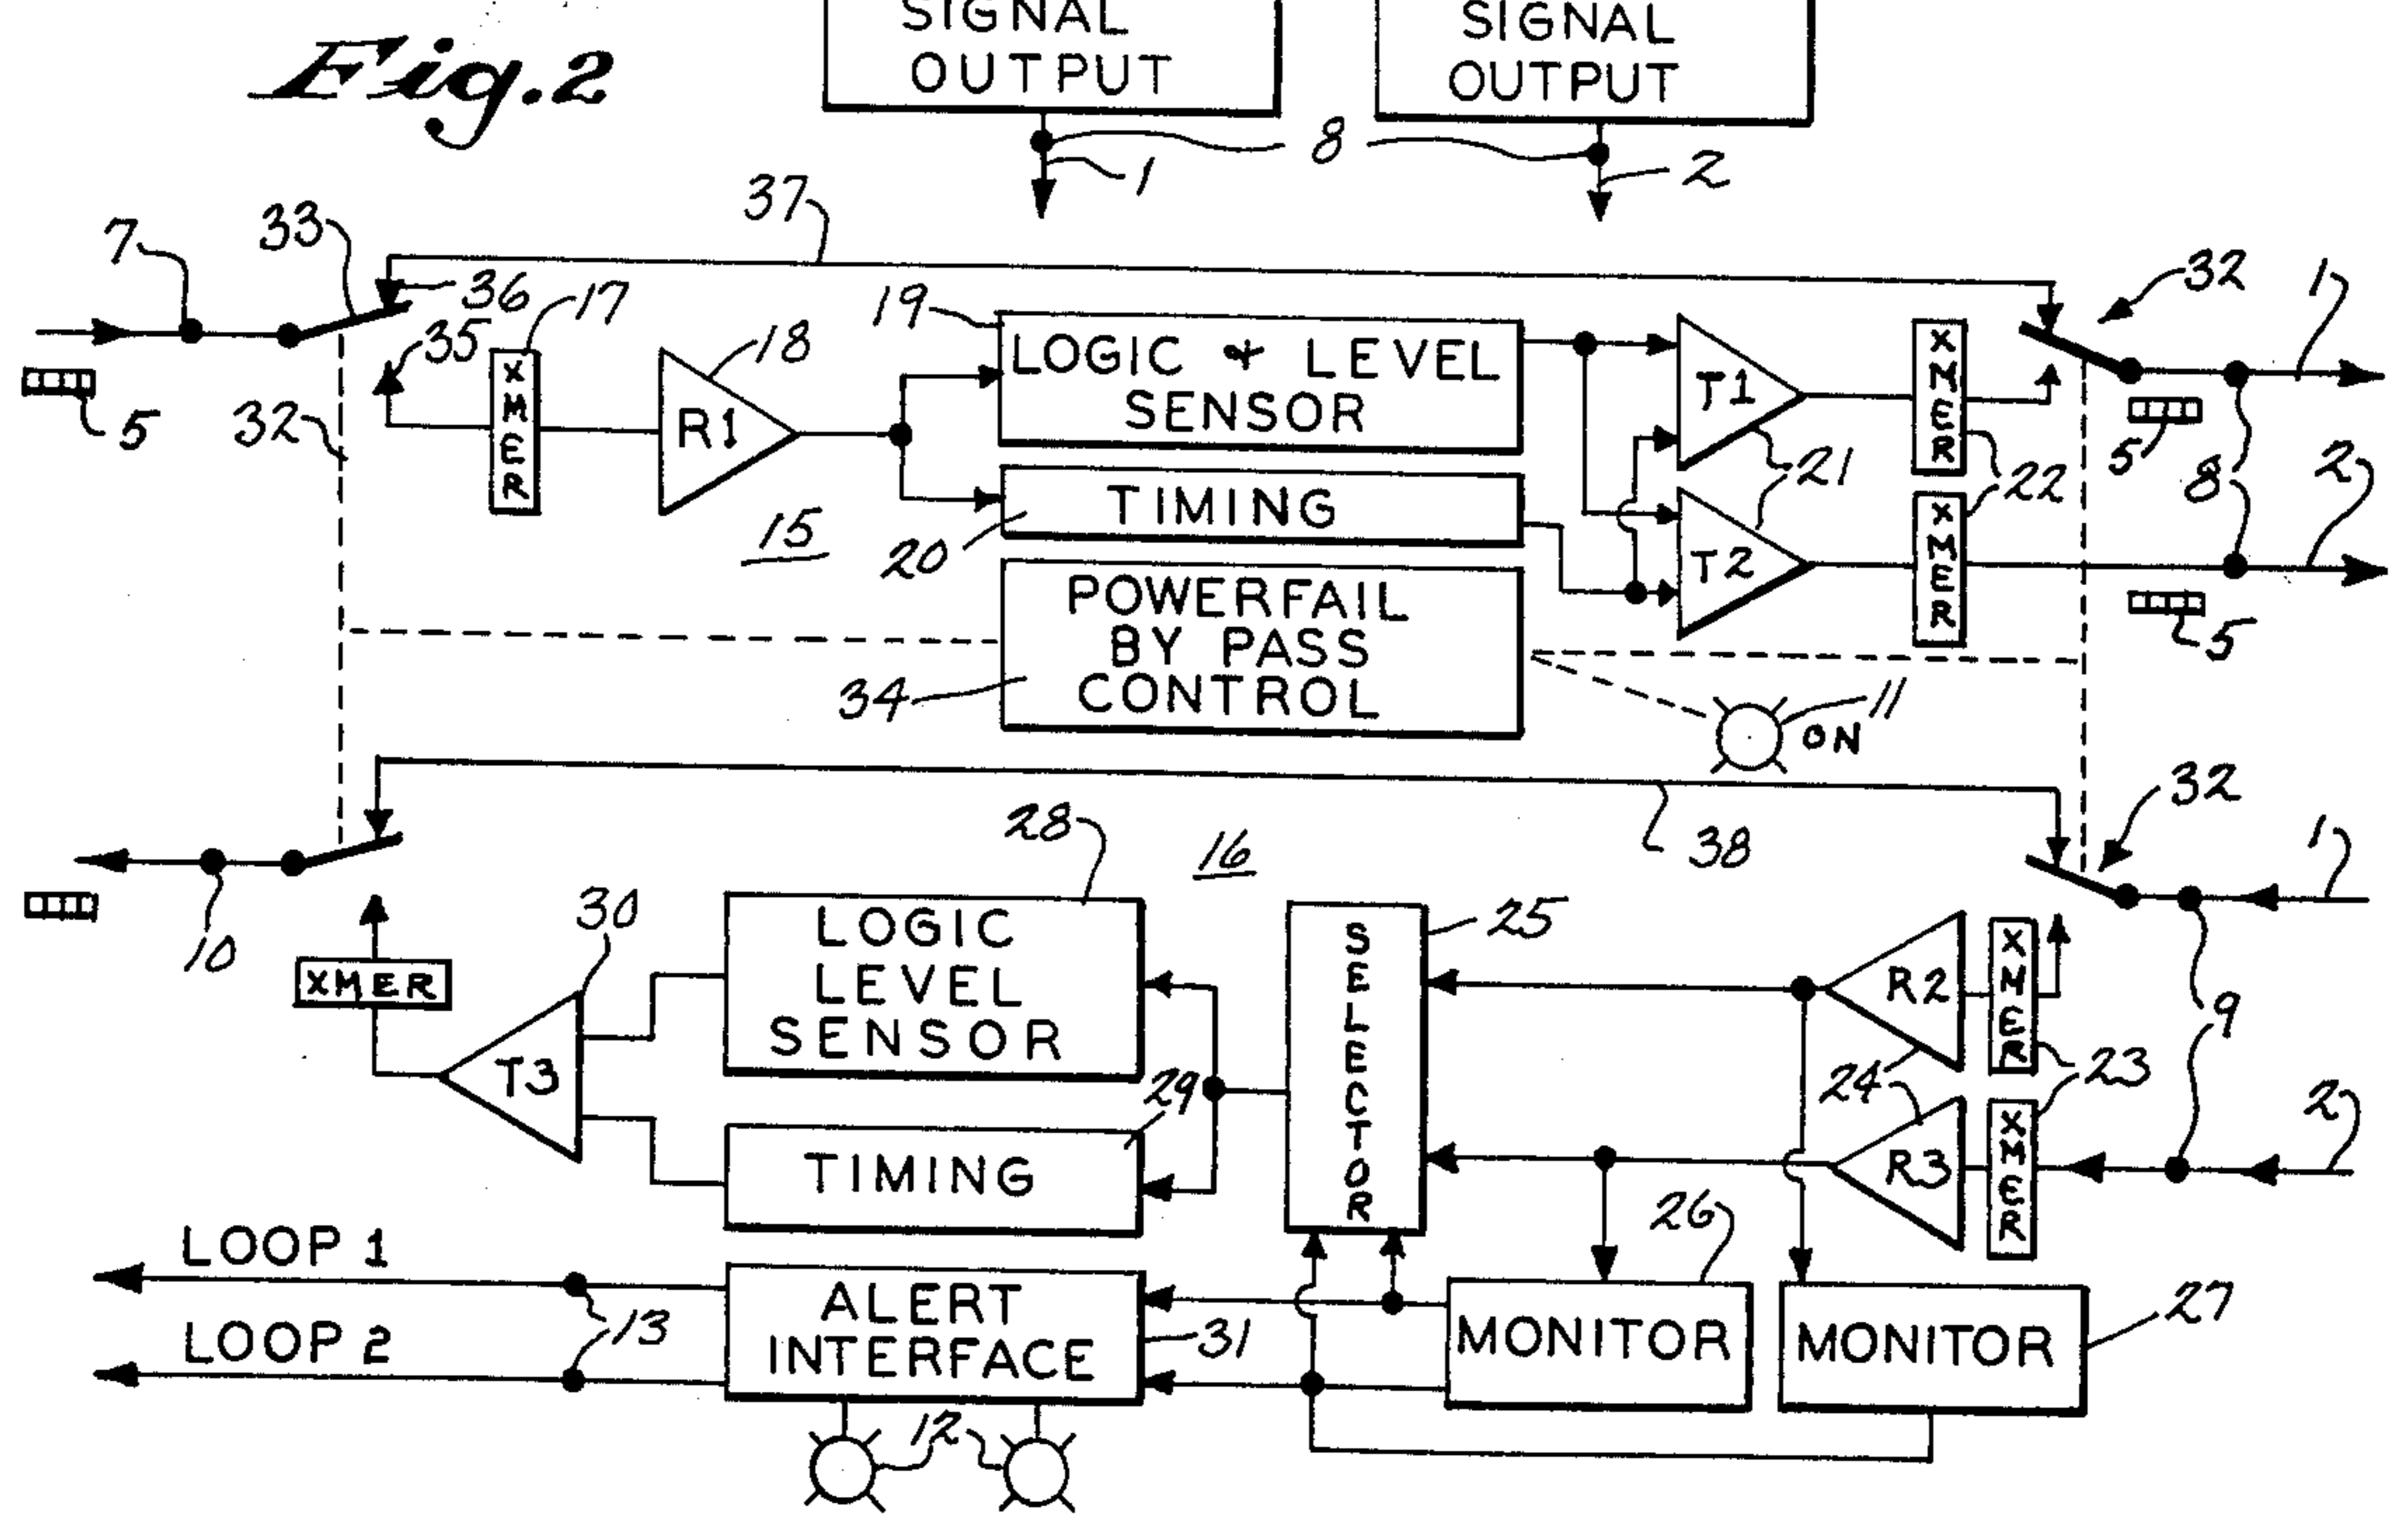 SIGNAL
OUTPUT
SIGNAL
OUTPUT
Fig.2
8
1
2
37
7
33
36
17
35
5
32
XMER
18
R1
19
LOGIC & LEVEL
SENSOR
TIMING
20
15
POWERFAIL
BY PASS
CONTROL
34
T1
T2
21
XMER
XMER
22
32
1
5
8
2
5
11
ON
38
32
1
10
XMER
30
T3
28
LOGIC
LEVEL
SENSOR
16
29
TIMING
25
SELECTOR
R2
XMER
24
23
9
R3
XMER
2
26
MONITOR
27
MONITOR
LOOP 1
LOOP 2
13
ALERT
INTERFACE
31
12